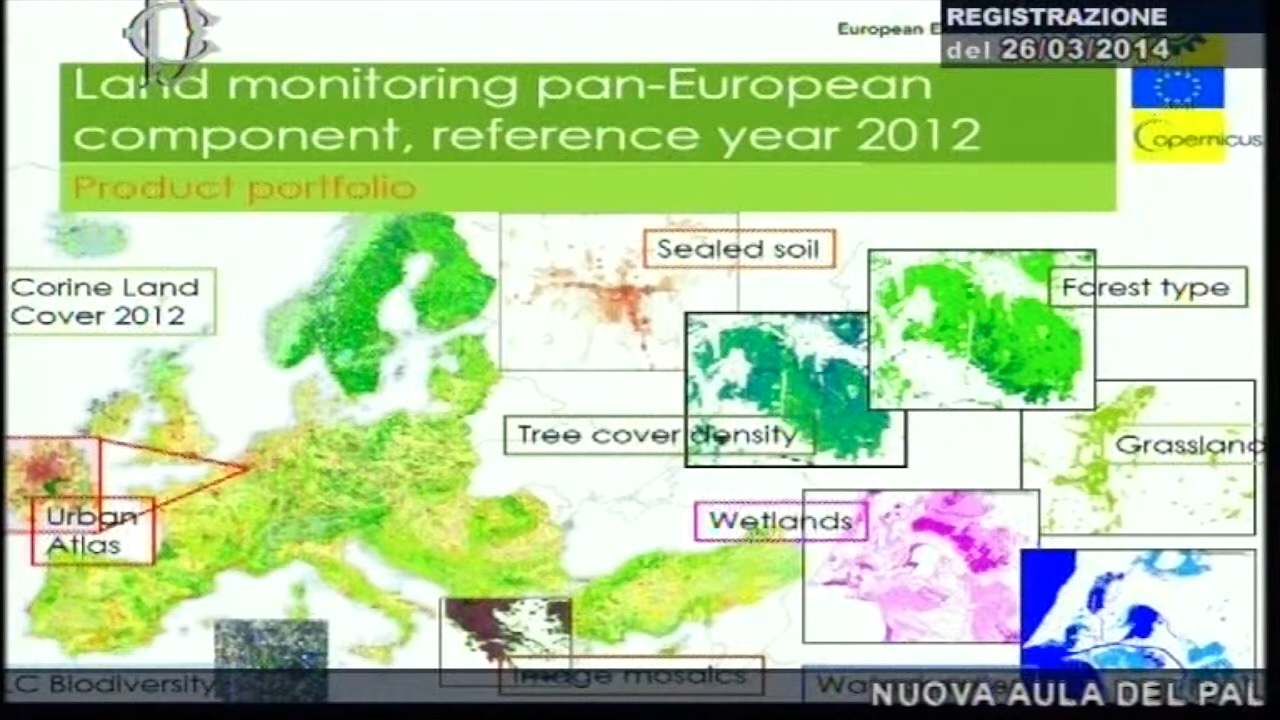 European
REGISTRAZIONE
del 26/03/2014
Land monitoring pan-European
component, reference year 2012
Product portfolio
opernicus
Sealed soil
Corine Land
Cover 2012
Forest type
Tree cover density
Grassland
Urban
Atlas
Wetlands
Image mosaics
LC Biodiversity
NUOVA AULA DEL PAL